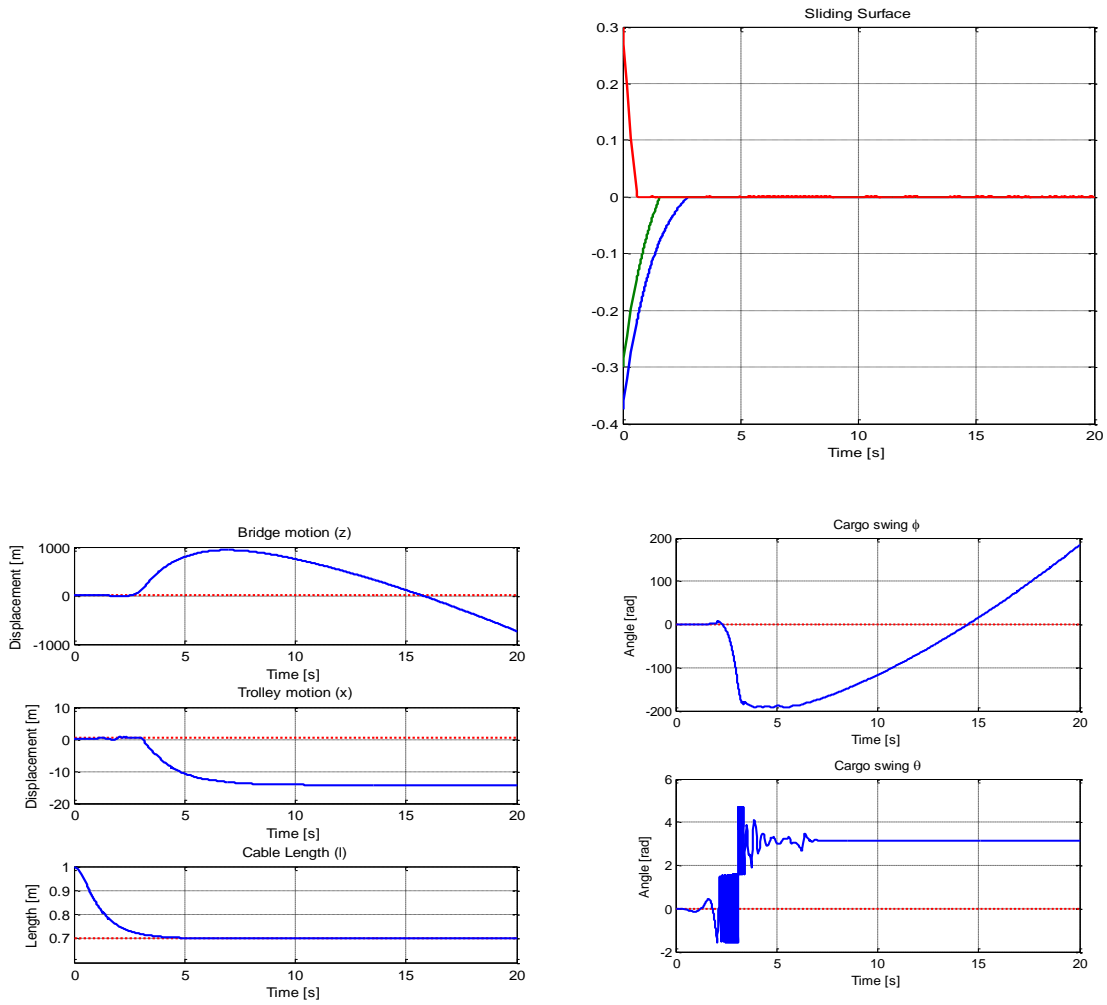 Sliding Surface
0.3
0.2
0.1
0
-0.1
-0.2
-0.3
-0.4
0 5 10 15 20
Time [s]
Bridge motion (z)
Displacement [m]
1000
0
-1000
0 5 10 15 20
Time [s]
Trolley motion (x)
Displacement [m]
10
0
-10
-20
0 5 10 15 20
Time [s]
Cable Length (l)
Length [m]
1
0.9
0.8
0.7
0 5 10 15 20
Time [s]
Cargo swing ϕ
Angle [rad]
200
100
0
-100
-200
0 5 10 15 20
Time [s]
Cargo swing θ
Angle [rad]
6
4
2
0
-2
0 5 10 15 20
Time [s]